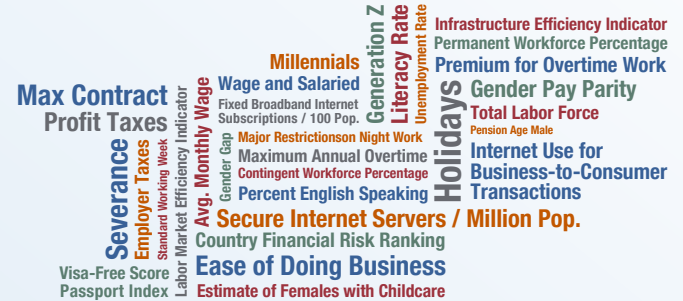 Generation Z
Literacy Rate
Unemployment Rate
Infrastructure Efficiency Indicator
Permanent Workforce Percentage
Millennials
Premium for Overtime Work
Wage and Salaried
Max Contract
Gender Pay Parity
Fixed Broadband Internet
Subscriptions / 100 Pop.
Profit Taxes
Total Labor Force
Pension Age Male
Holidays
Labor Market Efficiency Indicator
Avg. Monthly Wage
Gender Gap
Major Restrictionson Night Work
Maximum Annual Overtime
Contingent Workforce Percentage
Percent English Speaking
Internet Use for
Business-to-Consumer
Transactions
Severance
Employer Taxes
Standard Working Week
Secure Internet Servers / Million Pop.
Country Financial Risk Ranking
Ease of Doing Business
Visa-Free Score
Passport Index
Estimate of Females with Childcare